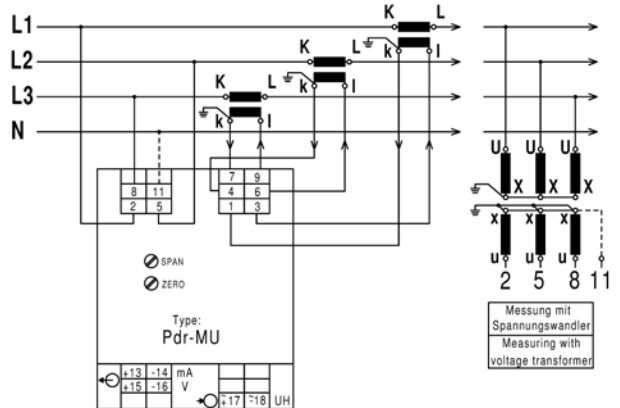 L1
K L
k l
L2
K L
k l
L3
K L
k l
N
U U U
X X X
x x x
u u u
2 5 8 11
7 9
8 11 4 6
2 5 1 3
SPAN
ZERO
Type:
Pdr-MU
+13 -14 mA
+15 -16 V
~+17 ~-18 UH
Messung mit
Spannungswandler
Measuring with
voltage transformer